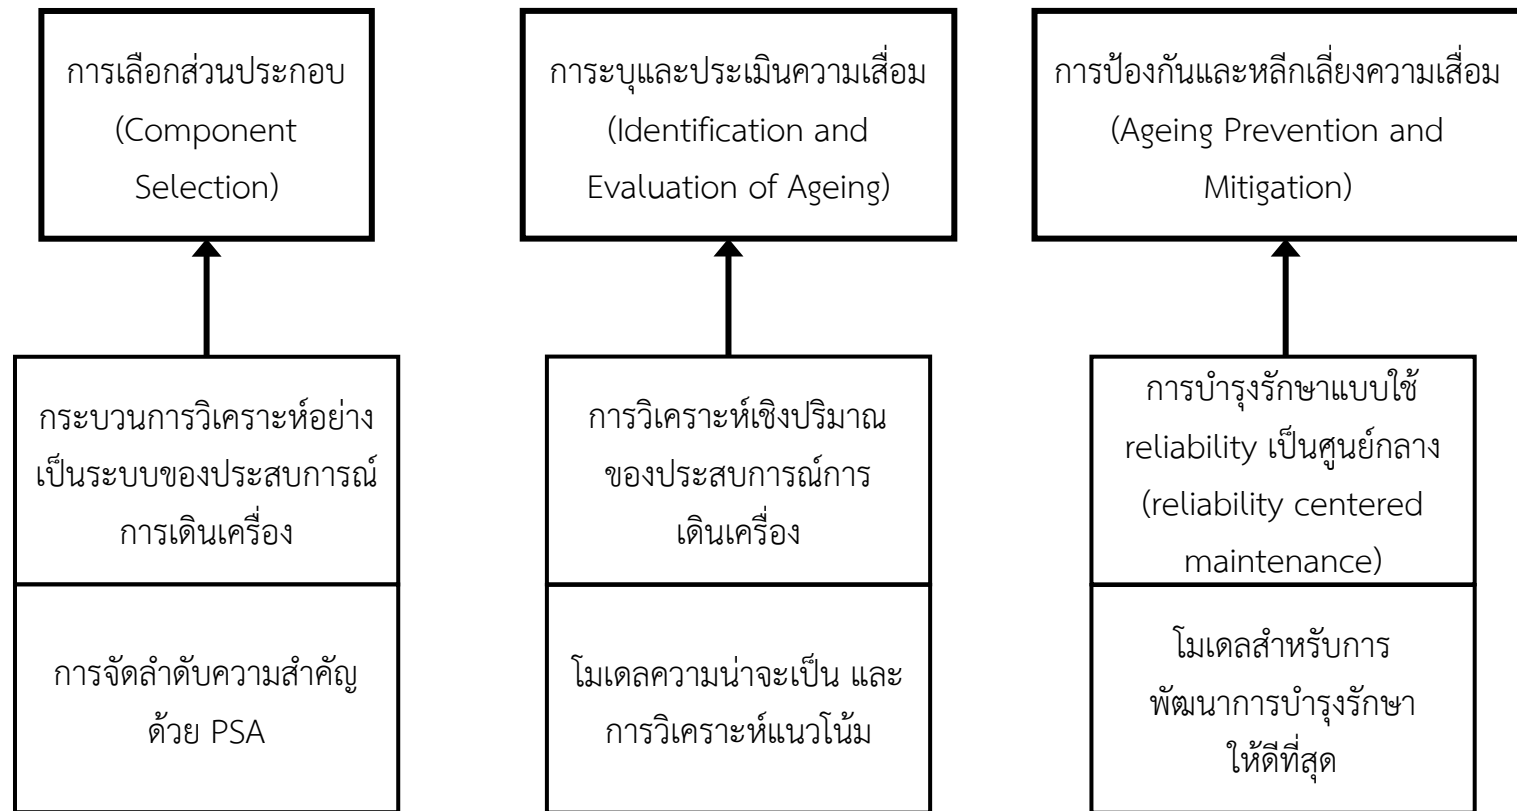 การเลือกส่วนประกอบ
(Component
Selection)
การะบุและประเมินความเสื่อม
(Identification and
Evaluation of Ageing)
การป้องกันและหลีกเลี่ยงความเสื่อม
(Ageing Prevention and
Mitigation)
กระบวนการวิเคราะห์อย่าง
เป็นระบบของประสบการณ์
การเดินเครื่อง
การวิเคราะห์เชิงปริมาณ
ของประสบการณ์การ
เดินเครื่อง
การบำรุงรักษาแบบใช้
reliability เป็นศูนย์กลาง
(reliability centered
maintenance)
การจัดลำดับความสำคัญ
ด้วย PSA
โมเดลความน่าจะเป็น และ
การวิเคราะห์แนวโน้ม
โมเดลสำหรับการ
พัฒนาการบำรุงรักษา
ให้ดีที่สุด